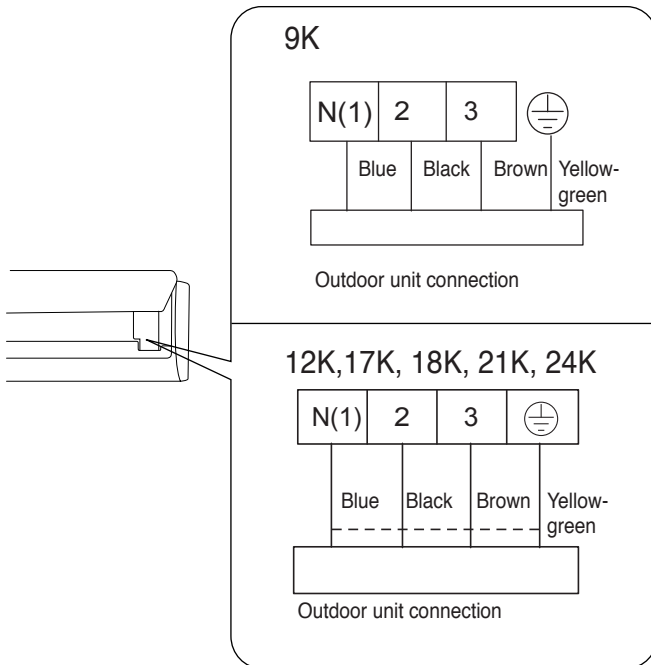 9K
N(1) 2 3
Blue Black Brown Yellow-
green
Outdoor unit connection
12K,17K, 18K, 21K, 24K
N(1) 2 3
Blue Black Brown Yellow-
green
Outdoor unit connection